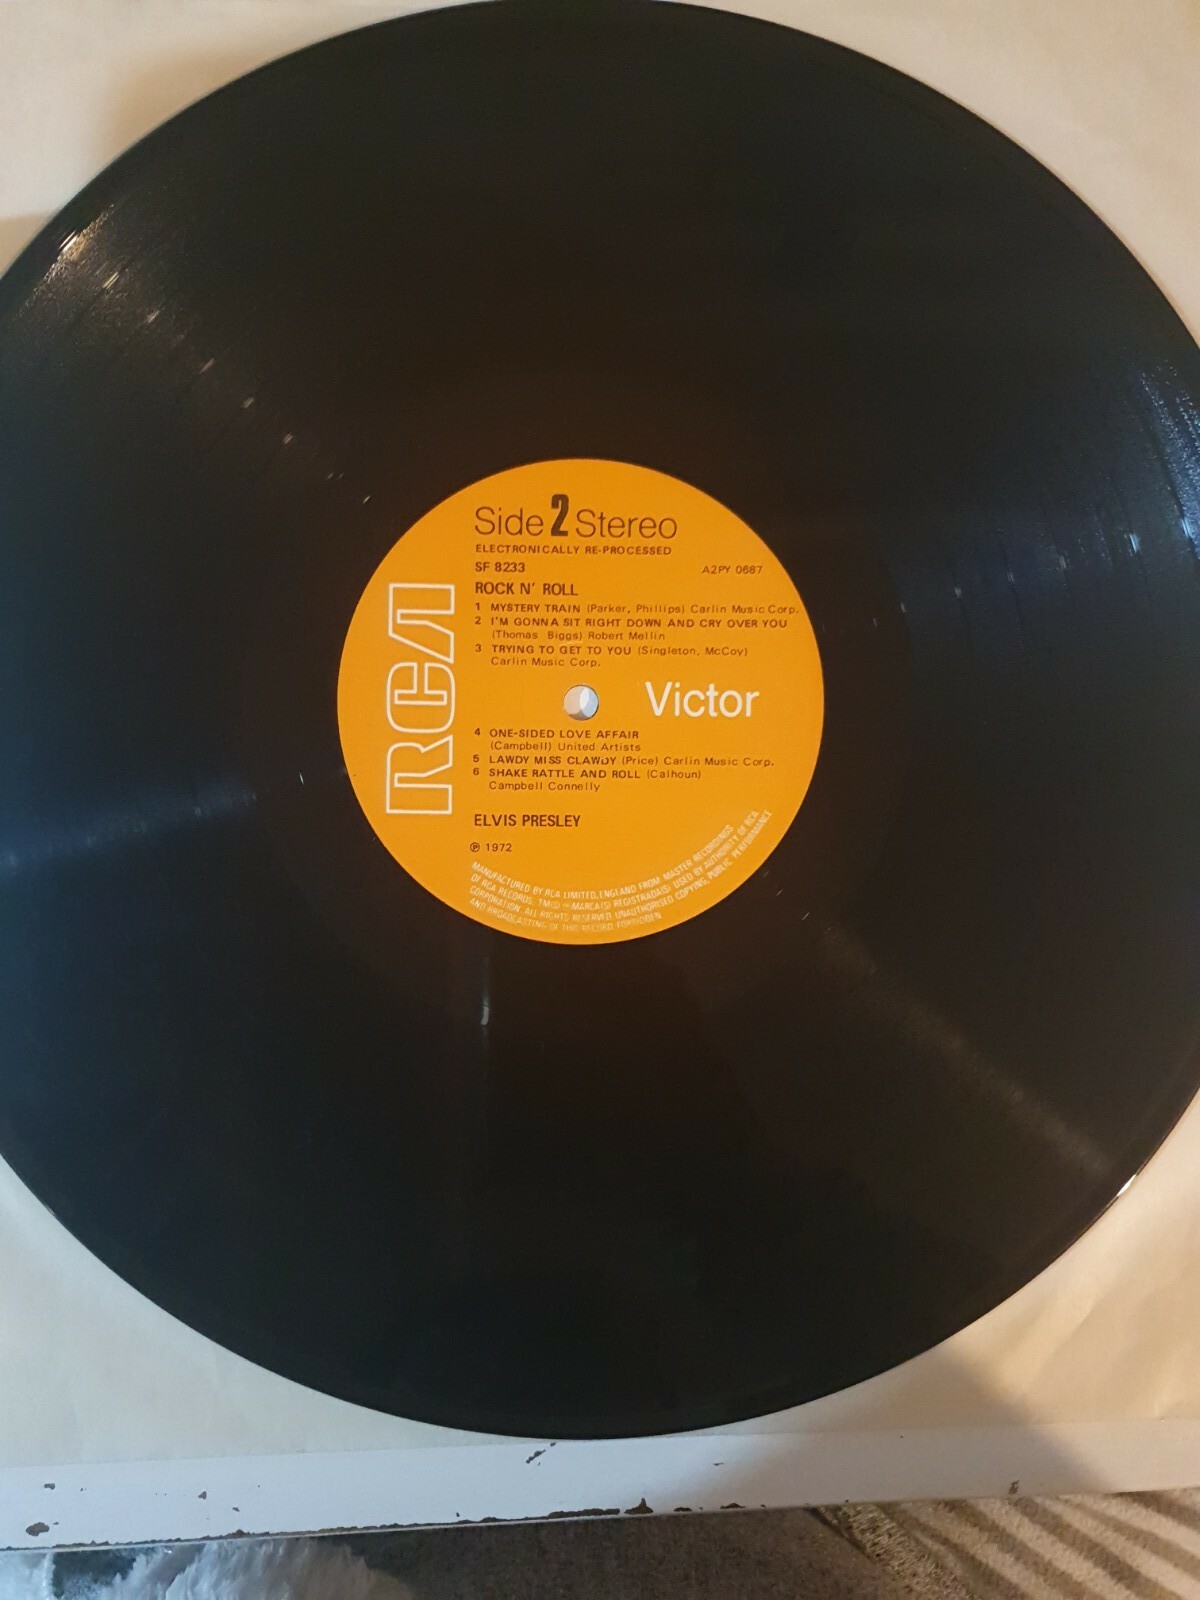 Side 2 Stereo
ELECTRONICALLY RE-PROCESSED
SF 8233 A2PY 0687
ROCK N' ROLL
1 MYSTERY TRAIN (Parker, Phillips) Carlin Music Corp.
2 I'M GONNA SIT RIGHT DOWN AND CRY OVER YOU
(Thomas Biggs) Robert Mellin
3 TRYING TO GET TO YOU (Singleton, McCoy)
Carlin Music Corp.
RCA
Victor
4 ONE-SIDED LOVE AFFAIR
(Campbell) United Artists
5 LAWDY MISS CLAWDY (Price) Carlin Music Corp.
6 SHAKE RATTLE AND ROLL (Calhoun)
Campbell Connelly
ELVIS PRESLEY
℗ 1972
MANUFACTURED BY RCA LIMITED, ENGLAND FROM MASTER RECORDINGS
OF RCA RECORDS. TM(S) ® MARCA(S) REGISTRADA(S) USED BY AUTHORITY OF RCA
CORPORATION. ALL RIGHTS RESERVED. UNAUTHORISED COPYING, PUBLIC PERFORMANCE
AND BROADCASTING OF THIS RECORD FORBIDDEN